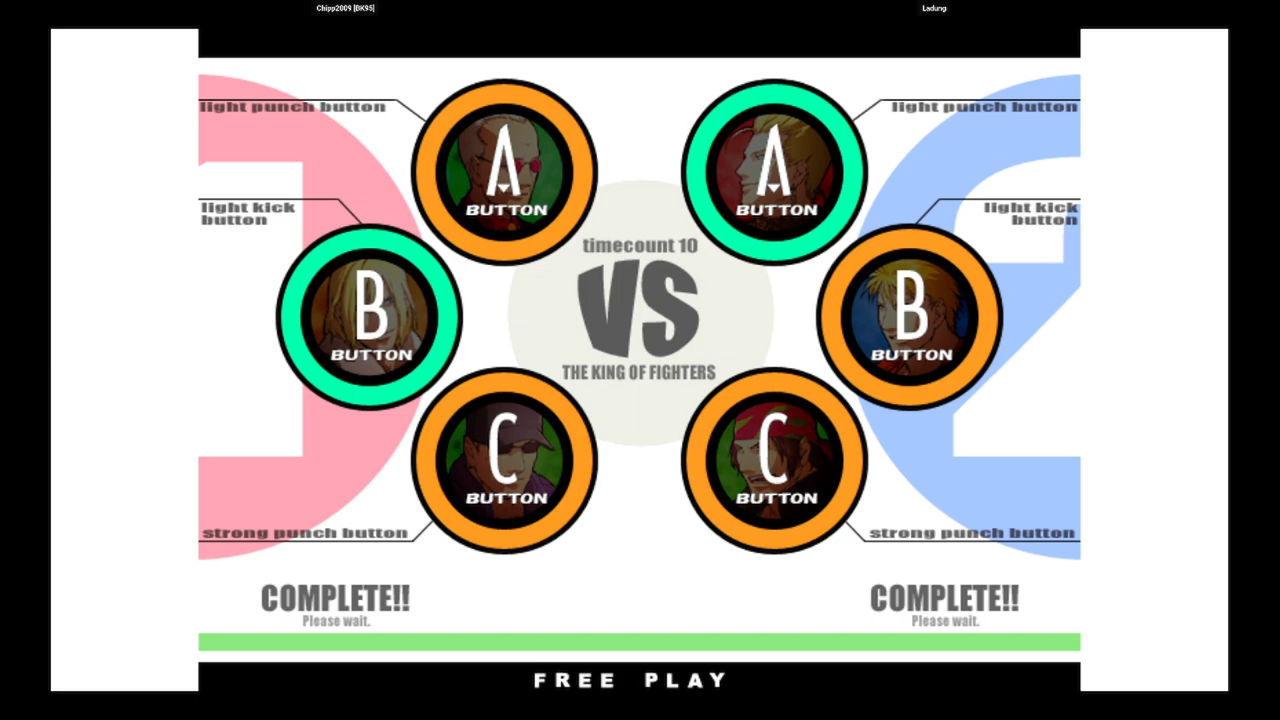 Chipp2009 [BK95]
Ladung
light punch button
light punch button
A
BUTTON
A
BUTTON
light kick
button
light kick
button
timecount 10
VS
THE KING OF FIGHTERS
B
BUTTON
B
BUTTON
C
BUTTON
C
BUTTON
strong punch button
strong punch button
COMPLETE!!
Please wait.
COMPLETE!!
Please wait.
FREE PLAY